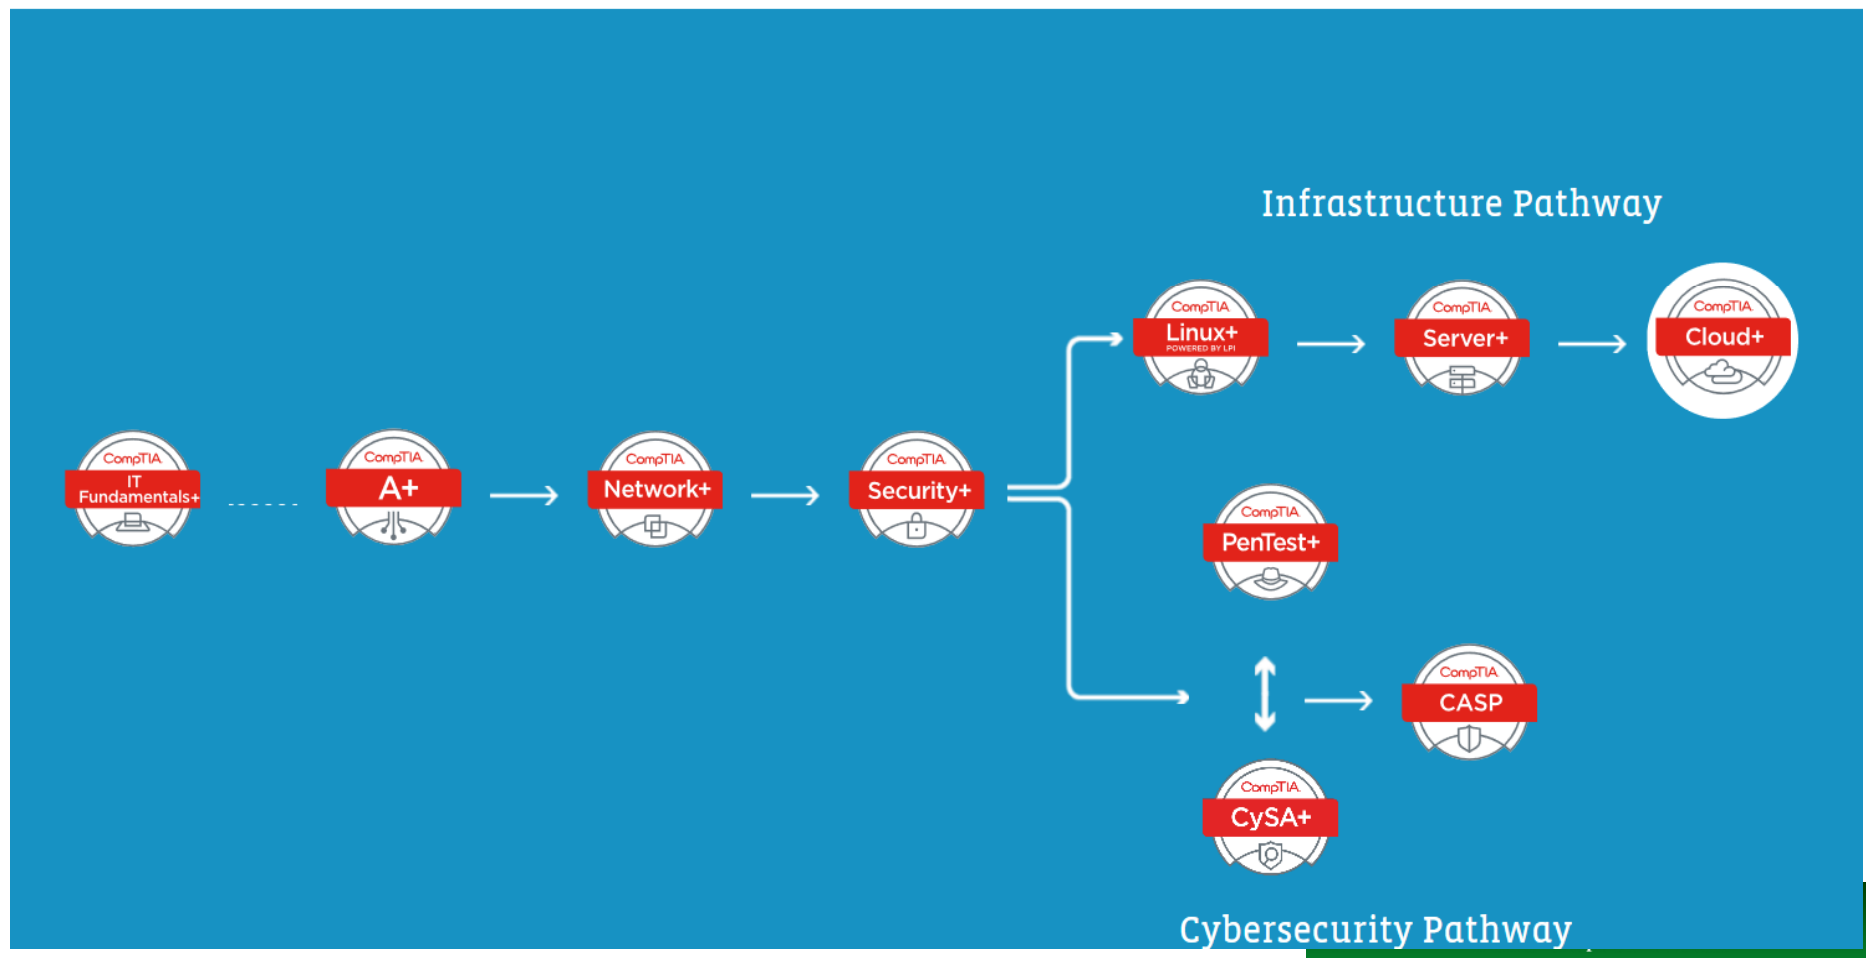 Infrastructure Pathway
CompTIA.
Linux+
POWERED BY LPI
CompTIA.
Server+
CompTIA.
Cloud+
CompTIA.
IT
Fundamentals+
CompTIA.
A+
CompTIA.
Network+
CompTIA.
Security+
CompTIA.
PenTest+
CompTIA.
CASP
CompTIA.
CySA+
Cybersecurity Pathway